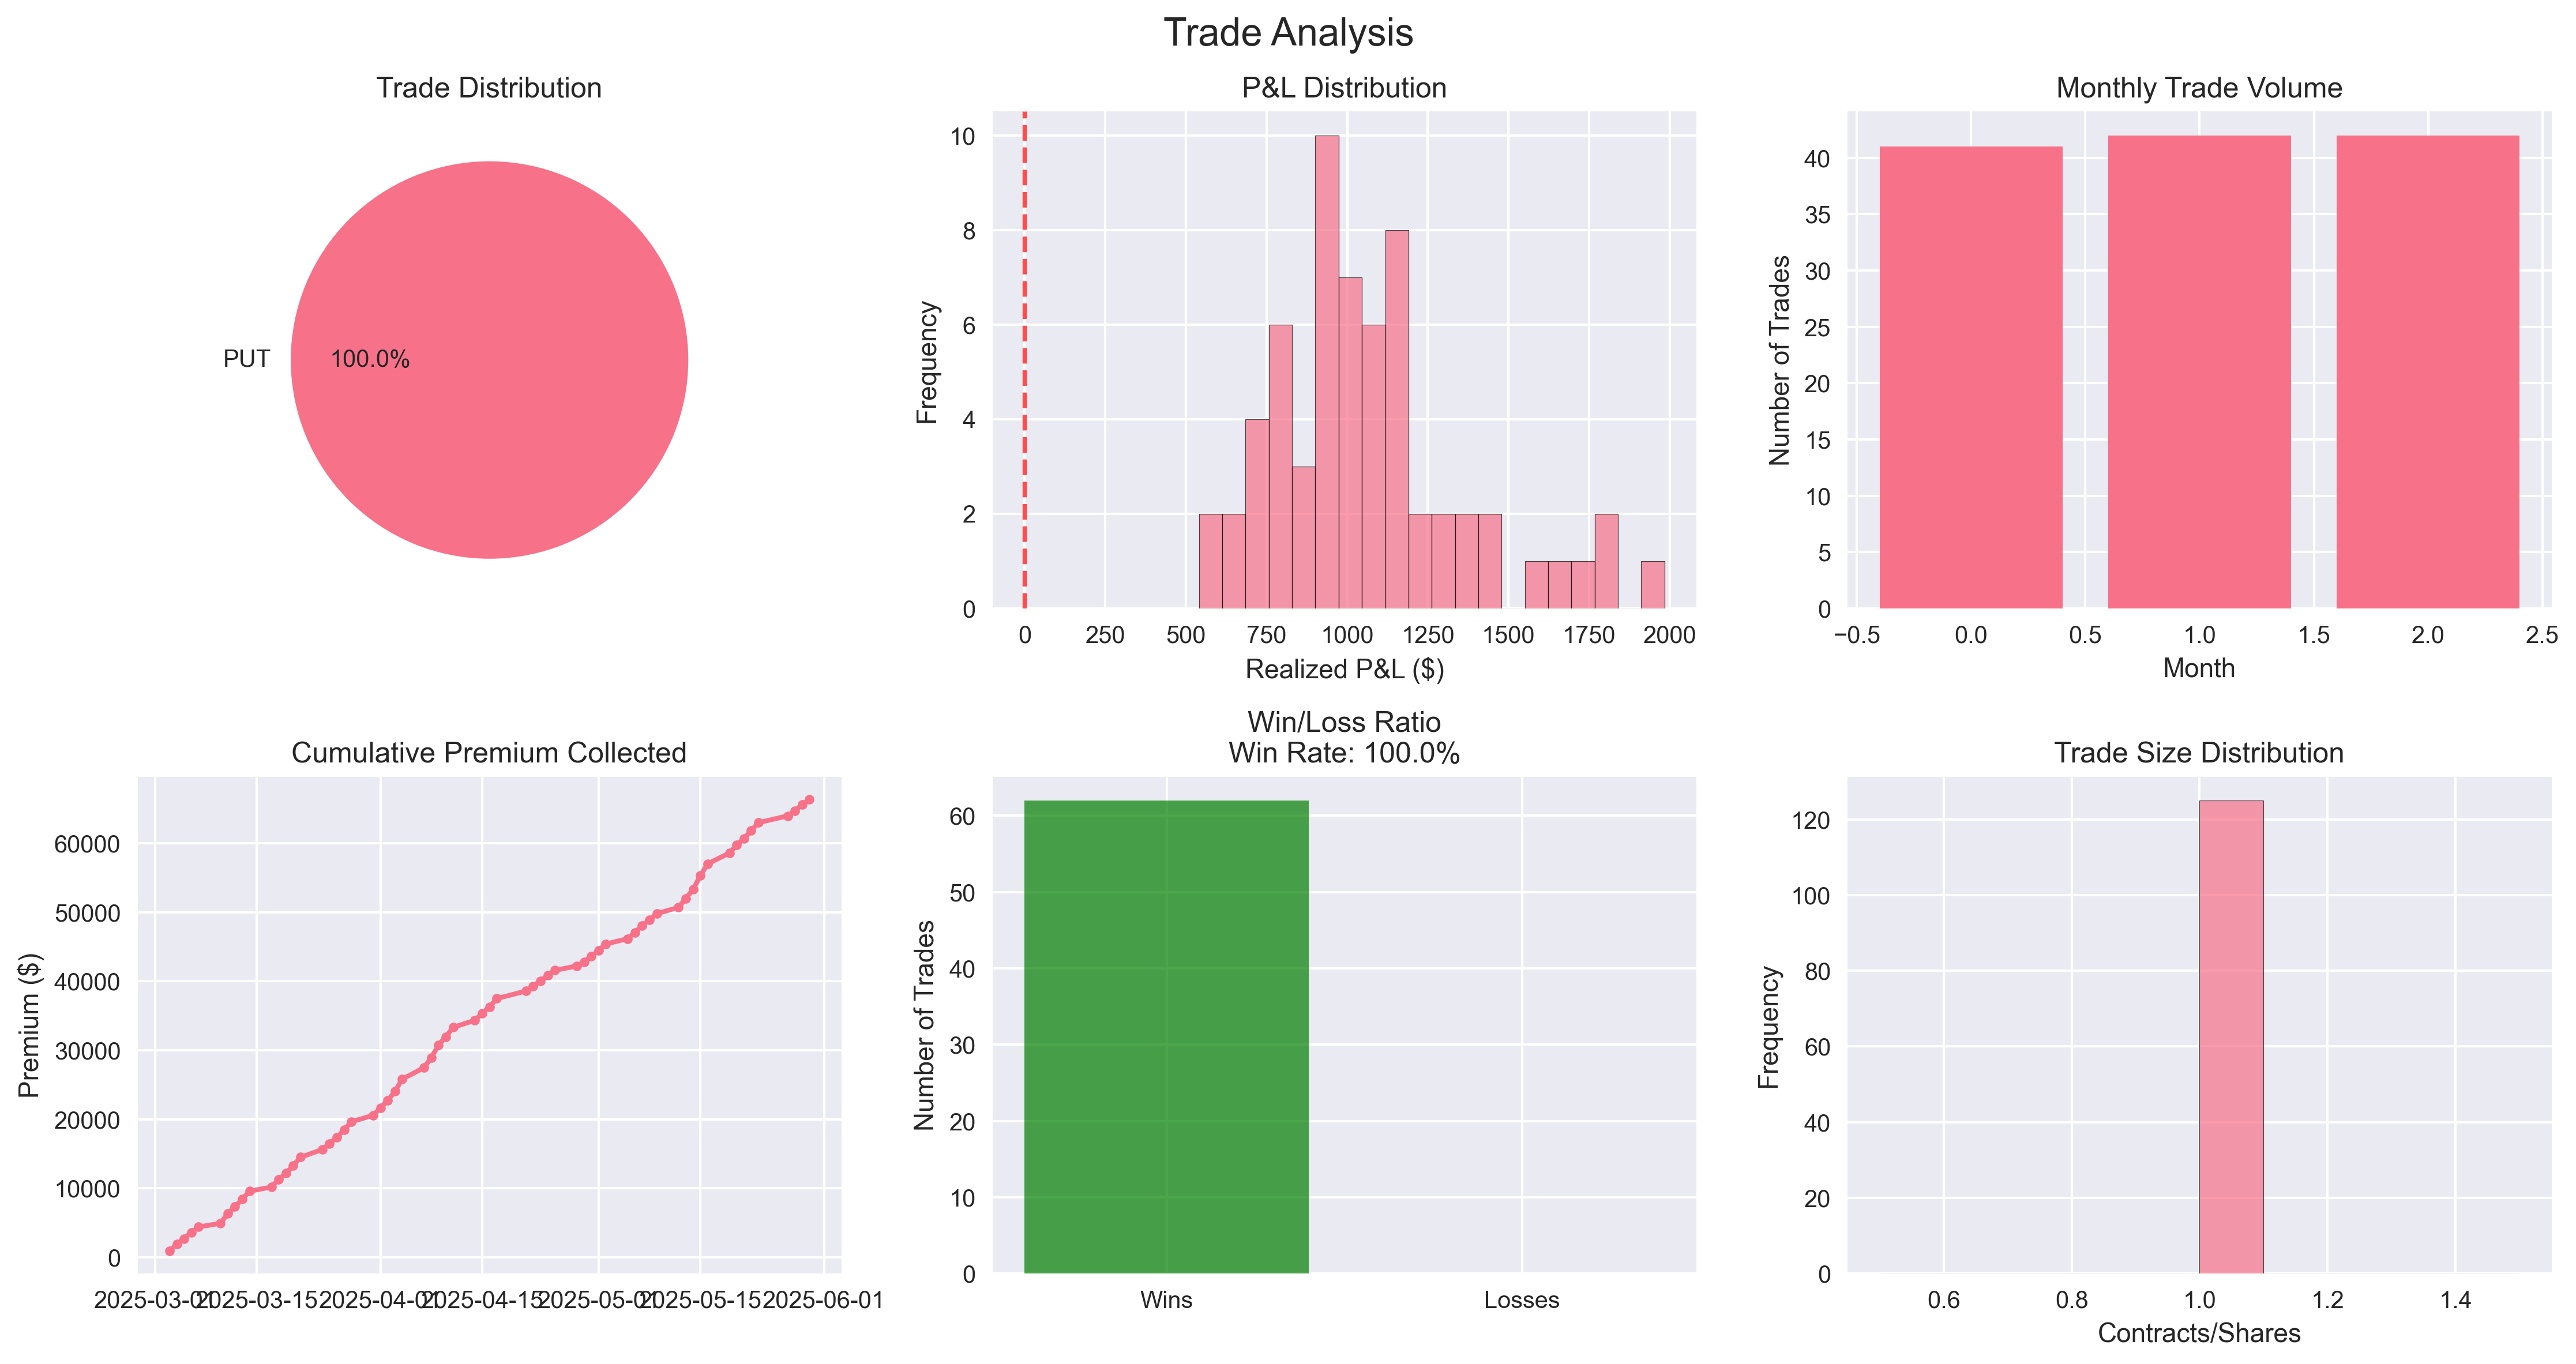 Trade Analysis
Trade Distribution
PUT
100.0%
P&L Distribution
Frequency
10
8
6
4
2
0
0 250 500 750 1000 1250 1500 1750 2000
Realized P&L ($)
Monthly Trade Volume
Number of Trades
40
35
30
25
20
15
10
5
0
−0.5 0.0 0.5 1.0 1.5 2.0 2.5
Month
Cumulative Premium Collected
Premium ($)
60000
50000
40000
30000
20000
10000
0
2025-03-01 2025-03-15 2025-04-01 2025-04-15 2025-05-01 2025-05-15 2025-06-01
Win/Loss Ratio
Win Rate: 100.0%
Number of Trades
60
50
40
30
20
10
0
Wins Losses
Trade Size Distribution
Frequency
120
100
80
60
40
20
0
0.6 0.8 1.0 1.2 1.4
Contracts/Shares